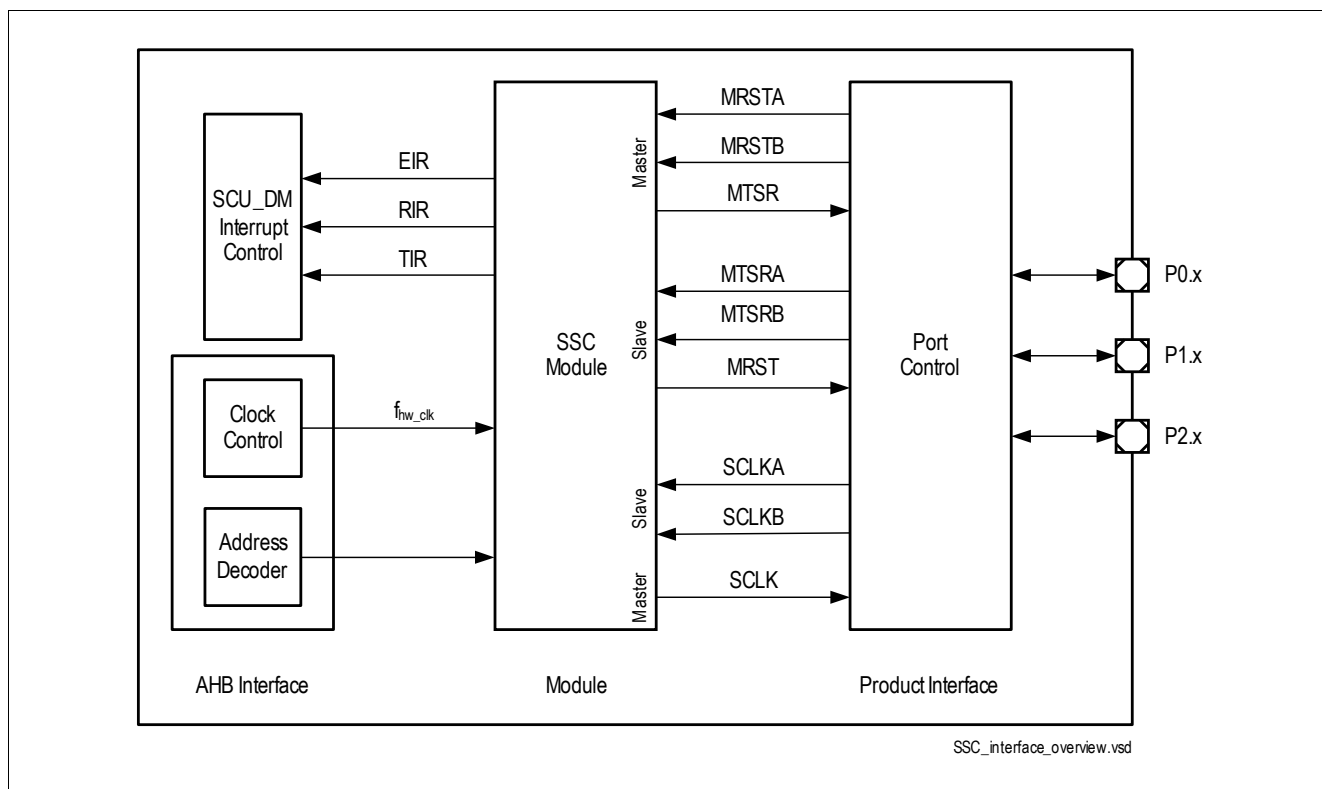 SCU_DM
Interrupt
Control
EIR
RIR
TIR
Clock
Control
fhw_clk
Address
Decoder
AHB Interface
SSC
Module
Master
Slave
Slave
Master
Module
MRSTA
MRSTB
MTSR
MTSRA
MTSRB
MRST
SCLKA
SCLKB
SCLK
Port
Control
Product Interface
P0.x
P1.x
P2.x
SSC_interface_overview.vsd